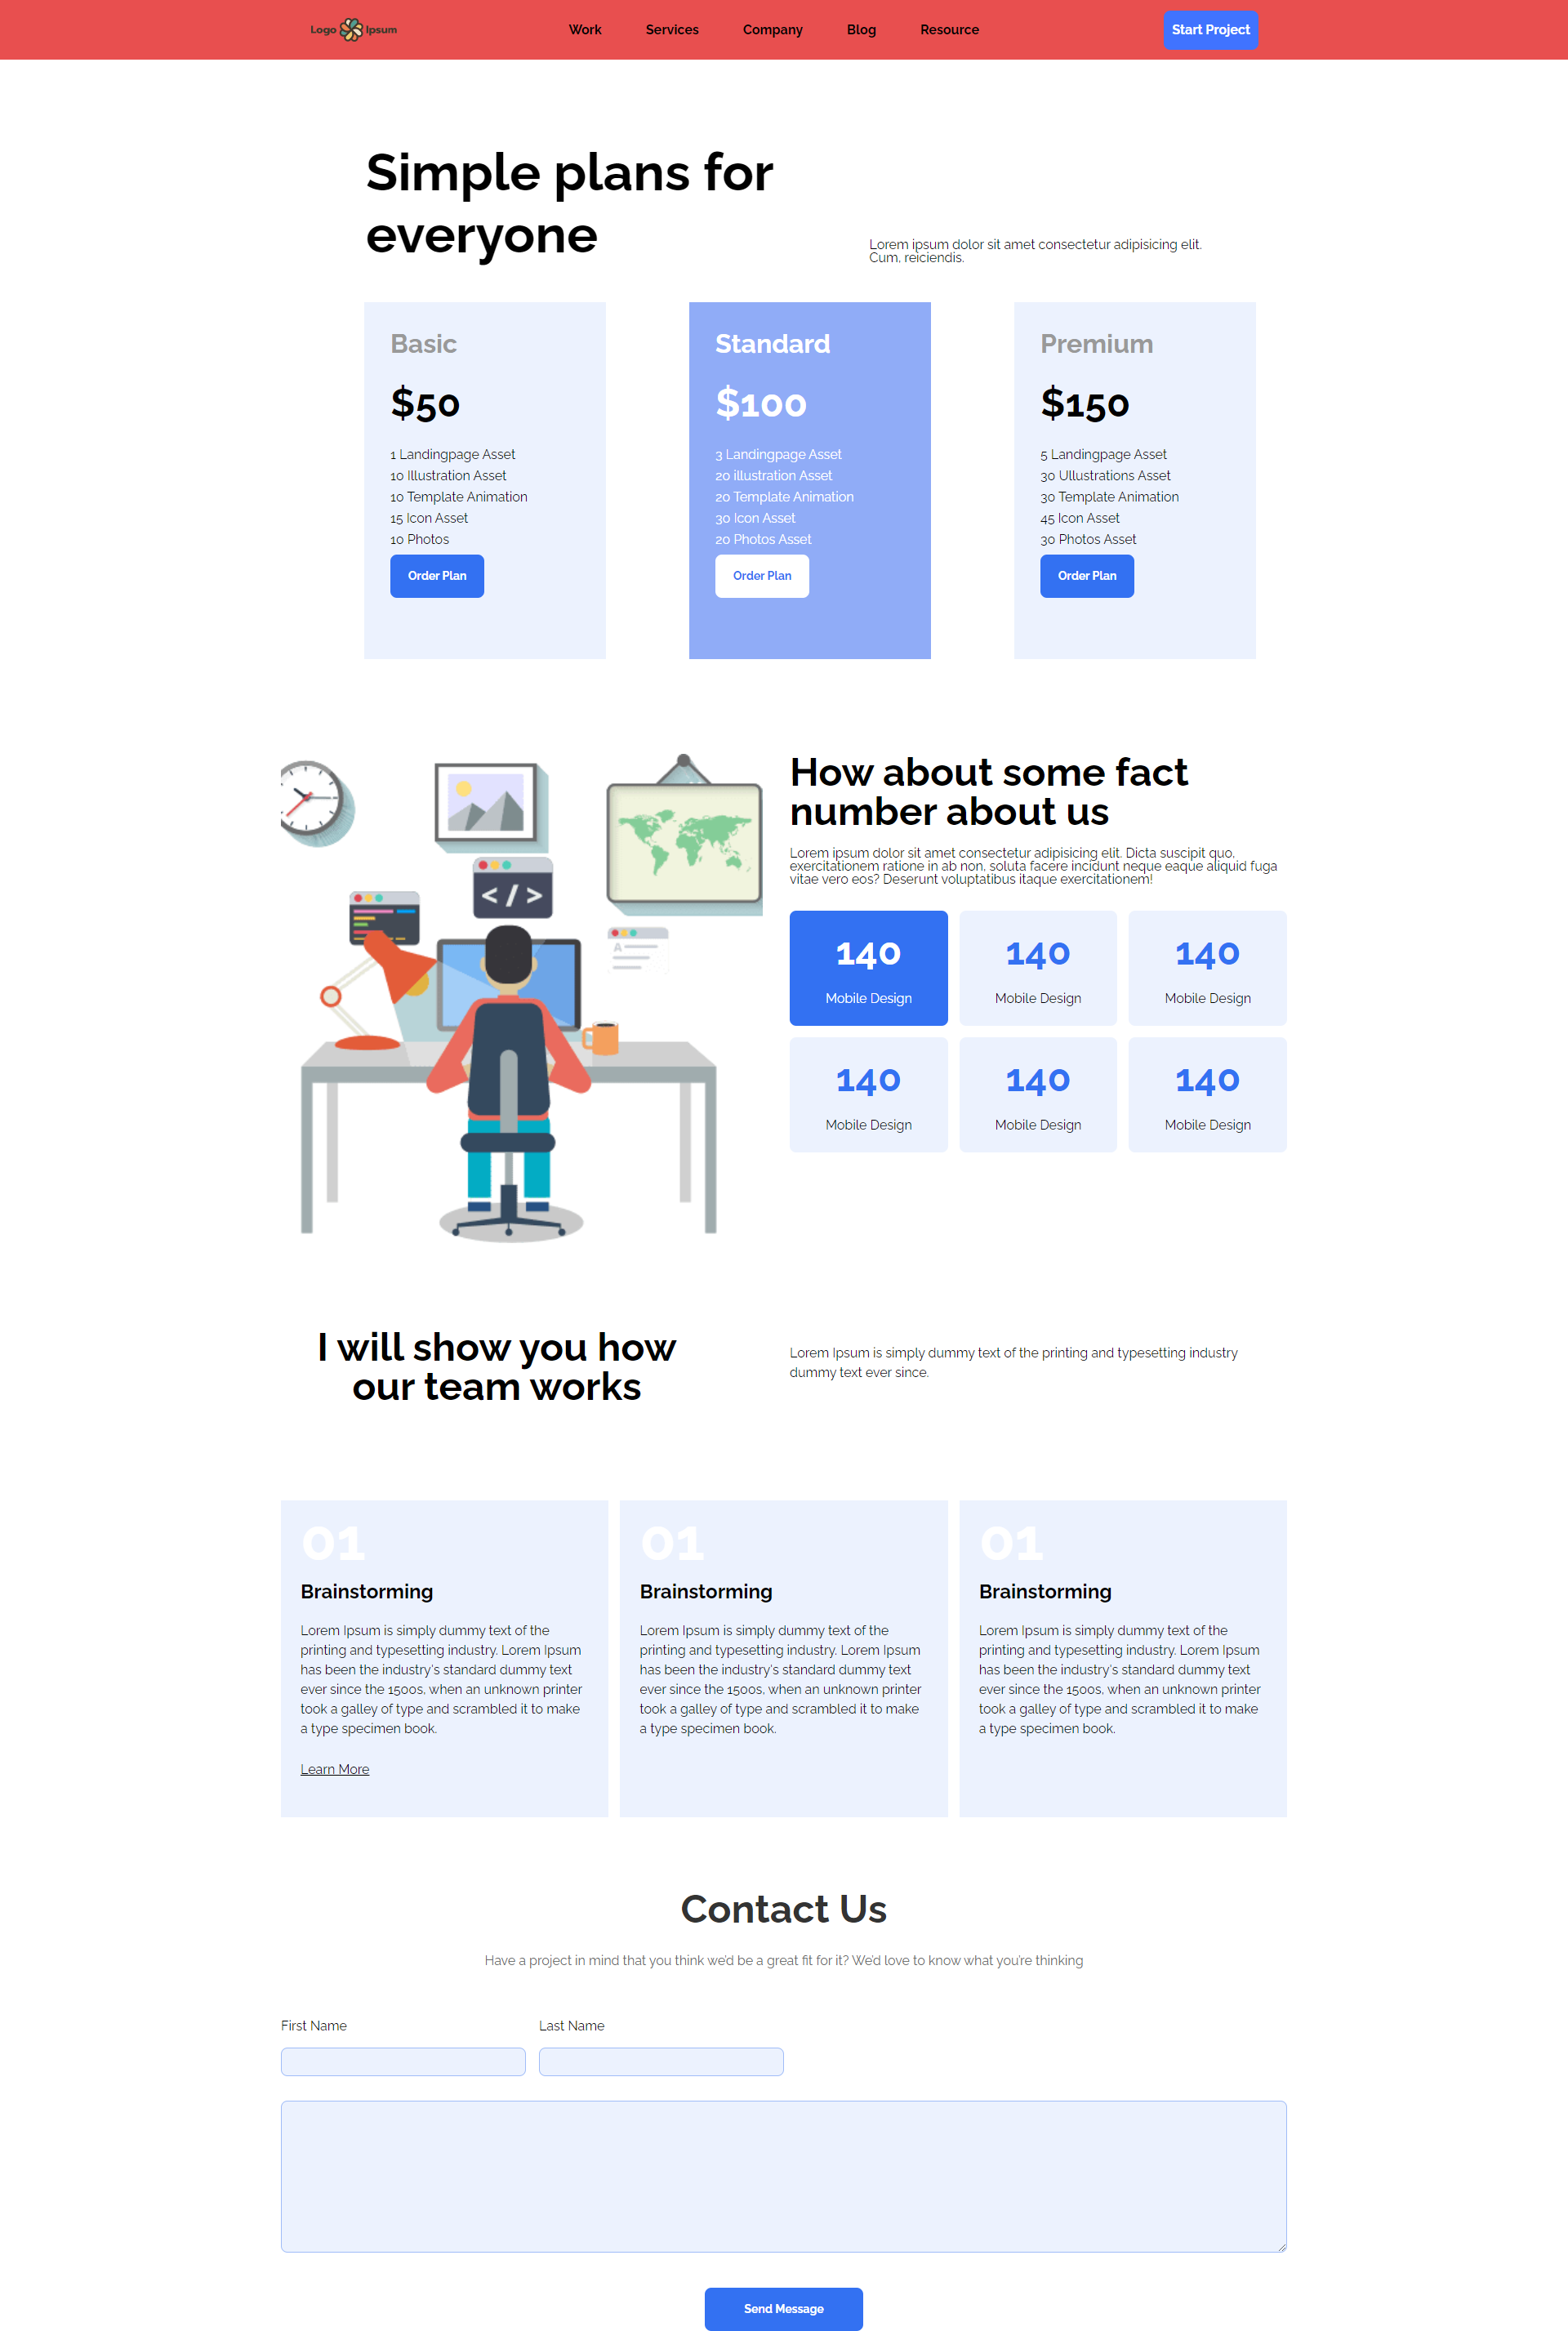 Logo Ipsum
Work Services Company Blog Resource
Start Project
Simple plans for
everyone
Lorem ipsum dolor sit amet consectetur adipisicing elit.
Cum, reiciendis.
Basic
$50
1 Landingpage Asset
10 Illustration Asset
10 Template Animation
15 Icon Asset
10 Photos
Order Plan
Standard
$100
3 Landingpage Asset
20 illustration Asset
20 Template Animation
30 Icon Asset
20 Photos Asset
Order Plan
Premium
$150
5 Landingpage Asset
30 Ullustrations Asset
30 Template Animation
45 Icon Asset
30 Photos Asset
Order Plan
</>
A
How about some fact
number about us
Lorem ipsum dolor sit amet consectetur adipisicing elit. Dicta suscipit quo,
exercitationem ratione in ab non, soluta facere incidunt neque eaque aliquid fuga
vitae vero eos? Deserunt voluptatibus itaque exercitationem!
140
Mobile Design
140
Mobile Design
140
Mobile Design
140
Mobile Design
140
Mobile Design
140
Mobile Design
I will show you how
our team works
Lorem Ipsum is simply dummy text of the printing and typesetting industry
dummy text ever since.
01
Brainstorming
Lorem Ipsum is simply dummy text of the
printing and typesetting industry. Lorem Ipsum
has been the industry's standard dummy text
ever since the 1500s, when an unknown printer
took a galley of type and scrambled it to make
a type specimen book.
Learn More
01
Brainstorming
Lorem Ipsum is simply dummy text of the
printing and typesetting industry. Lorem Ipsum
has been the industry's standard dummy text
ever since the 1500s, when an unknown printer
took a galley of type and scrambled it to make
a type specimen book.
01
Brainstorming
Lorem Ipsum is simply dummy text of the
printing and typesetting industry. Lorem Ipsum
has been the industry's standard dummy text
ever since the 1500s, when an unknown printer
took a galley of type and scrambled it to make
a type specimen book.
Contact Us
Have a project in mind that you think we'd be a great fit for it? We'd love to know what you're thinking
First Name
Last Name
Send Message